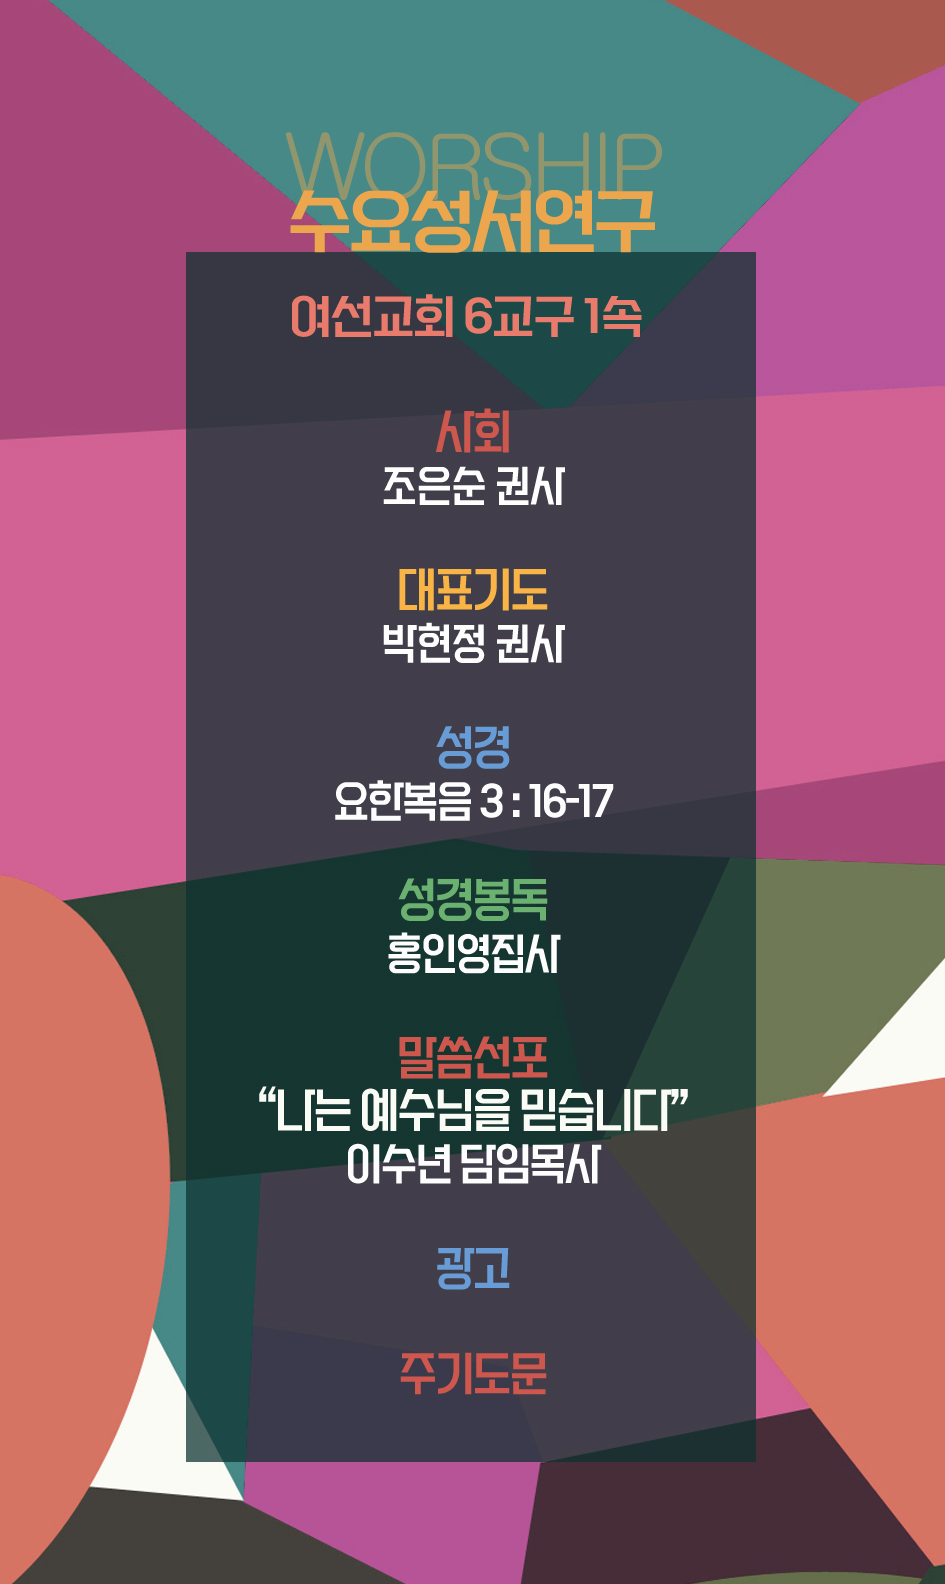 WORSHIP
수요성서연구
여선교회 6교구 1속
사회
조은순 권사
대표기도
박현정 권사
성경
요한복음 3 : 16-17
성경봉독
홍인영집사
말씀선포
“나는 예수님을 믿습니다”
이수년 담임목사
광고
주기도문